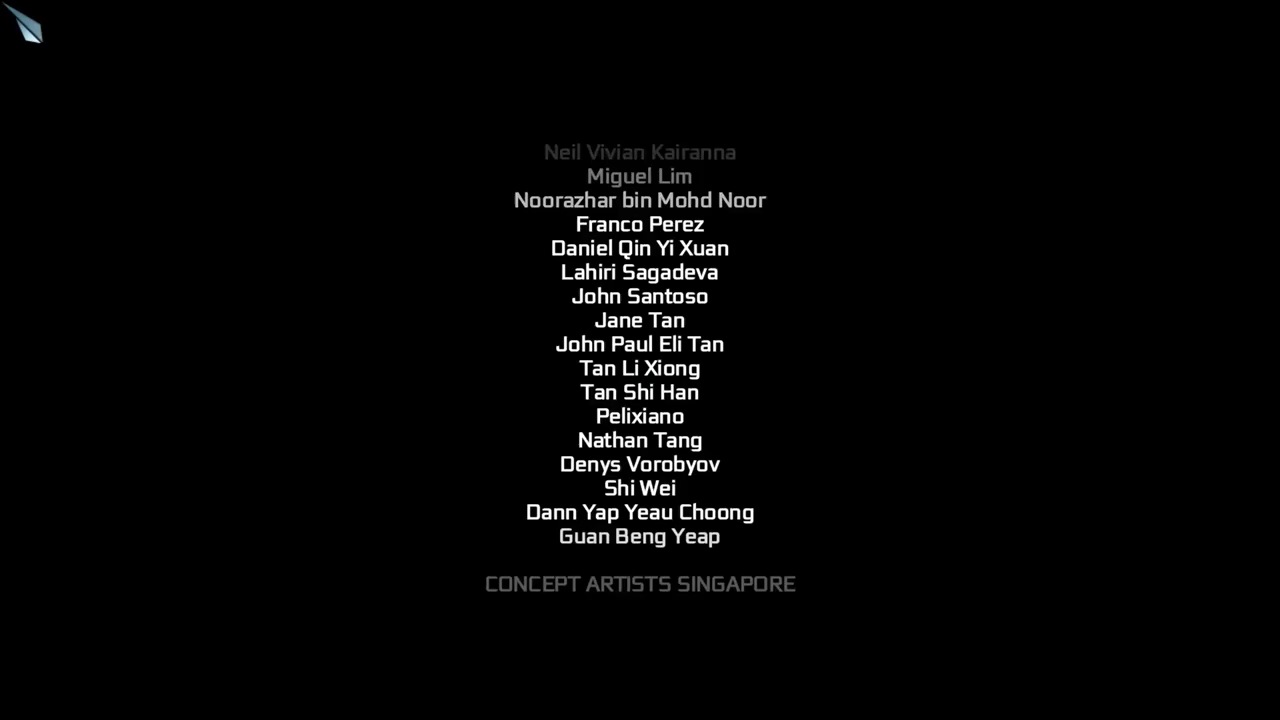 Neil Vivian Kairanna
Miguel Lim
Noorazhar bin Mohd Noor
Franco Perez
Daniel Qin Yi Xuan
Lahiri Sagadeva
John Santoso
Jane Tan
John Paul Eli Tan
Tan Li Xiong
Tan Shi Han
Pelixiano
Nathan Tang
Denys Vorobyov
Shi Wei
Dann Yap Yeau Choong
Guan Beng Yeap
CONCEPT ARTISTS SINGAPORE